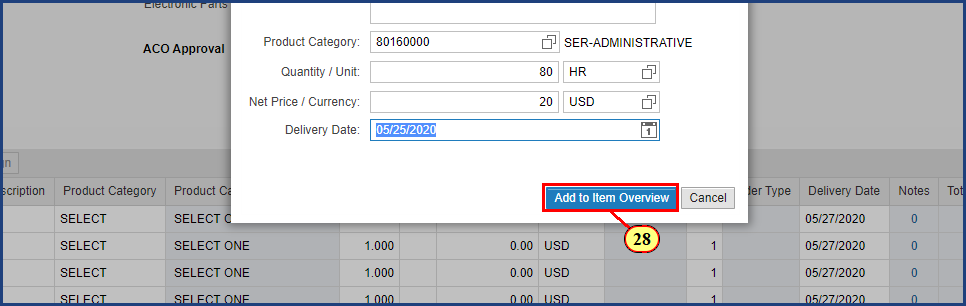 Electronic Parts
ACO Approval
Product Category: 80160000 SER-ADMINISTRATIVE
Quantity / Unit: 80 HR
Net Price / Currency: 20 USD
Delivery Date: 05/25/2020 1
Add to Item Overview Cancel
28
scription Product Category Product Ca der Type Delivery Date Notes Tot
SELECT SELECT O 05/27/2020 0
SELECT SELECT ONE 1.000 0.00 USD 1 05/27/2020 0
SELECT SELECT ONE 1.000 0.00 USD 1 05/27/2020 0
SELECT SELECT ONE 1.000 0.00 USD 1 05/27/2020 0